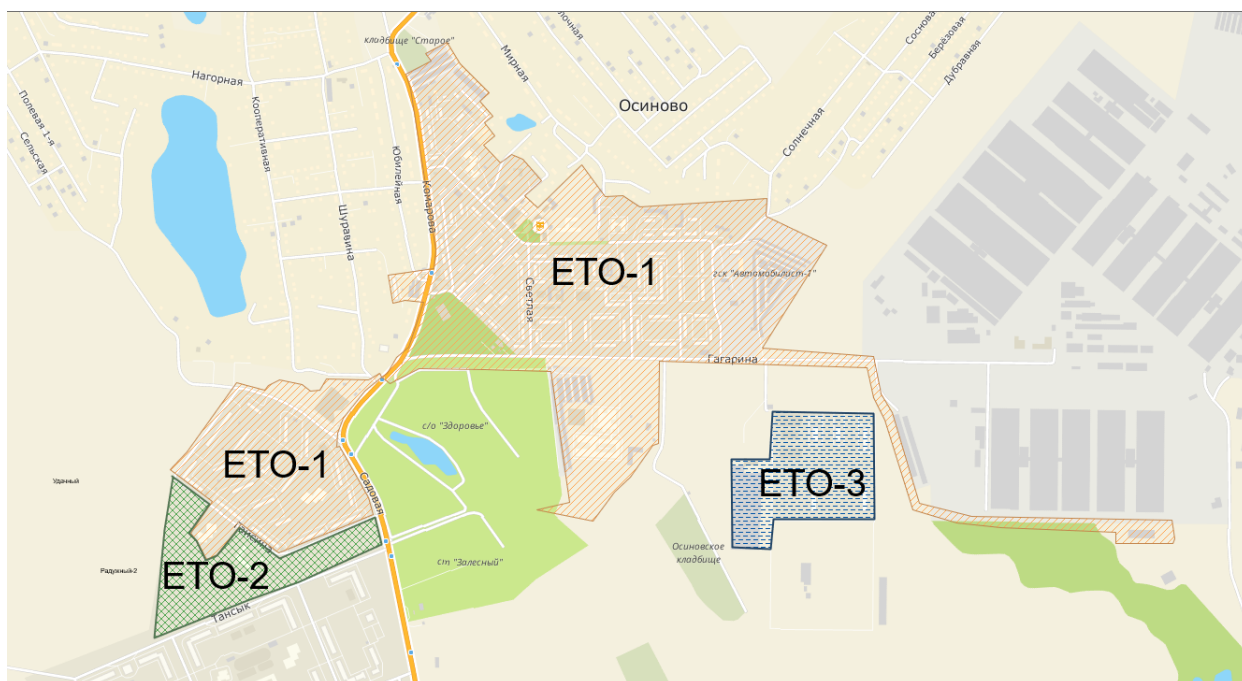 кладбище "Старое"
Мирная
Сосновая
Берёзовая
Дубравная
Нагорная
Осиново
Полевая 1-я
Сельская
Кооперативная
Юбилейная
Солнечная
Комарова
Шуравина
ЕТО-1
гск "Автомобилист-1"
Светлая
Гагарина
с/о "Здоровье"
ЕТО-1
ЕТО-3
Удачный
Садовая
Осиновское
кладбище
ст "Залесный"
Радужный-2
ЕТО-2
Тансык